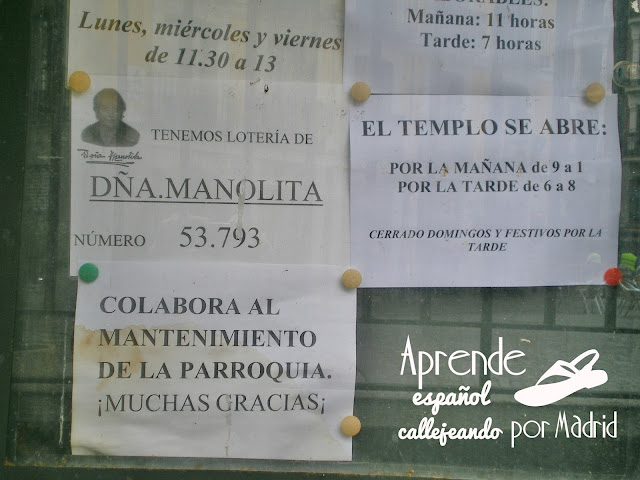 Lunes, miércoles y viernes
de 11.30 a 13
Mañana: 11 horas
Tarde: 7 horas
Doña Manolita
TENEMOS LOTERÍA DE
DÑA.MANOLITA
NÚMERO 53.793
EL TEMPLO SE ABRE:
POR LA MAÑANA de 9 a 1
POR LA TARDE de 6 a 8
CERRADO DOMINGOS Y FESTIVOS POR LA
TARDE
COLABORA AL
MANTENIMIENTO
DE LA PARROQUIA.
¡MUCHAS GRACIAS¡
Aprende
español
callejeando por Madrid